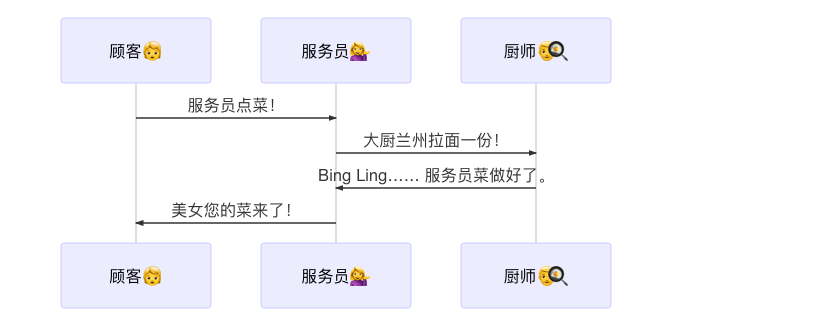 顾客👩 服务员💁‍♀️ 厨师👨‍🍳
服务员点菜！
大厨兰州拉面一份！
Bing Ling…… 服务员菜做好了。
美女您的菜来了！
顾客👩 服务员💁‍♀️ 厨师👨‍🍳